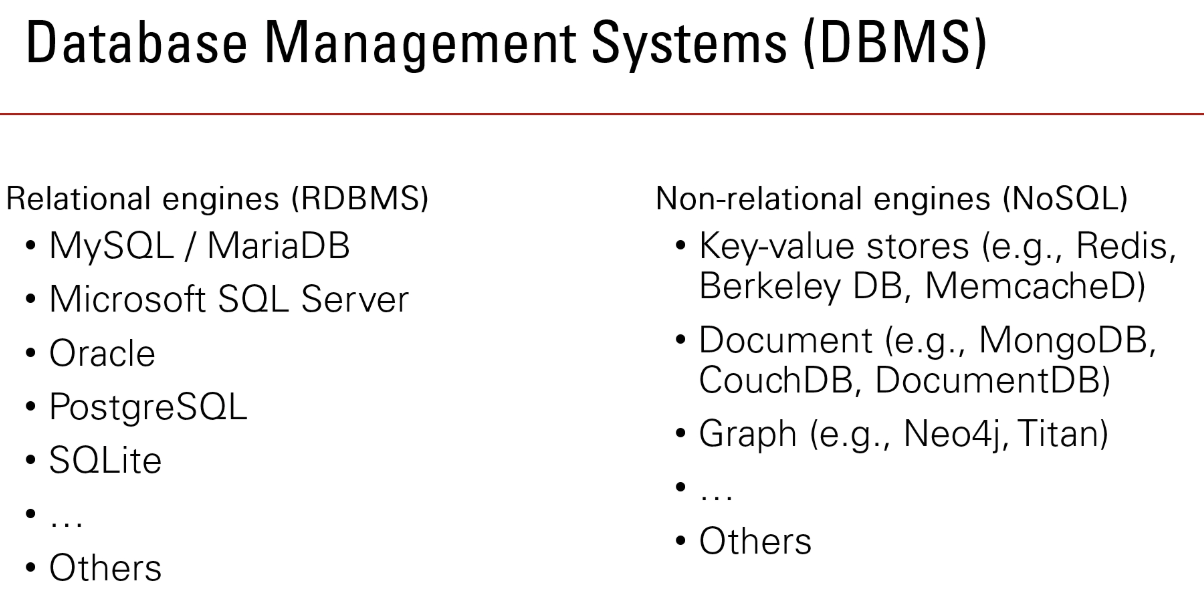 Database Management Systems (DBMS)
Relational engines (RDBMS)
• MySQL / MariaDB
• Microsoft SQL Server
• Oracle
• PostgreSQL
• SQLite
• ...
• Others
Non-relational engines (NoSQL)
• Key-value stores (e.g., Redis,
Berkeley DB, MemcacheD)
• Document (e.g., MongoDB,
CouchDB, DocumentDB)
• Graph (e.g., Neo4j, Titan)
• ...
• Others